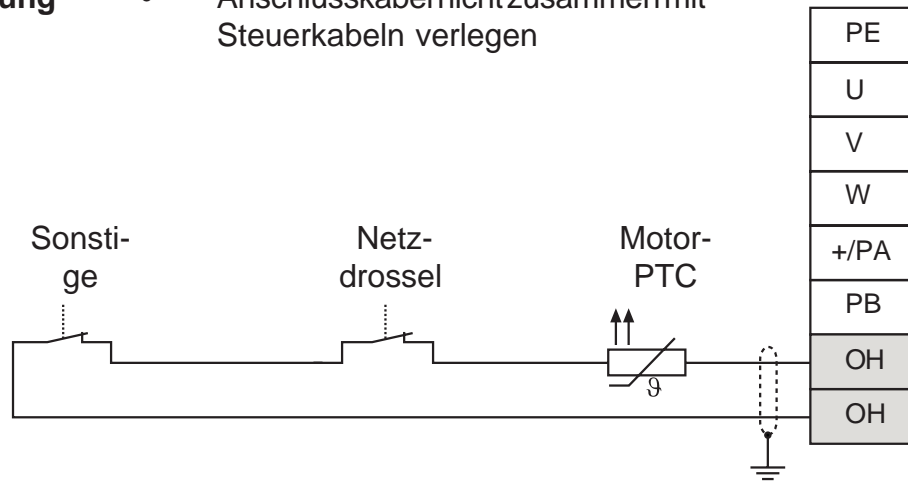 Steuerkabeln verlegen
PE
U
V
W
+/PA
PB
OH
OH
Sonsti-
ge
Netz-
drossel
Motor-
PTC
ϑ